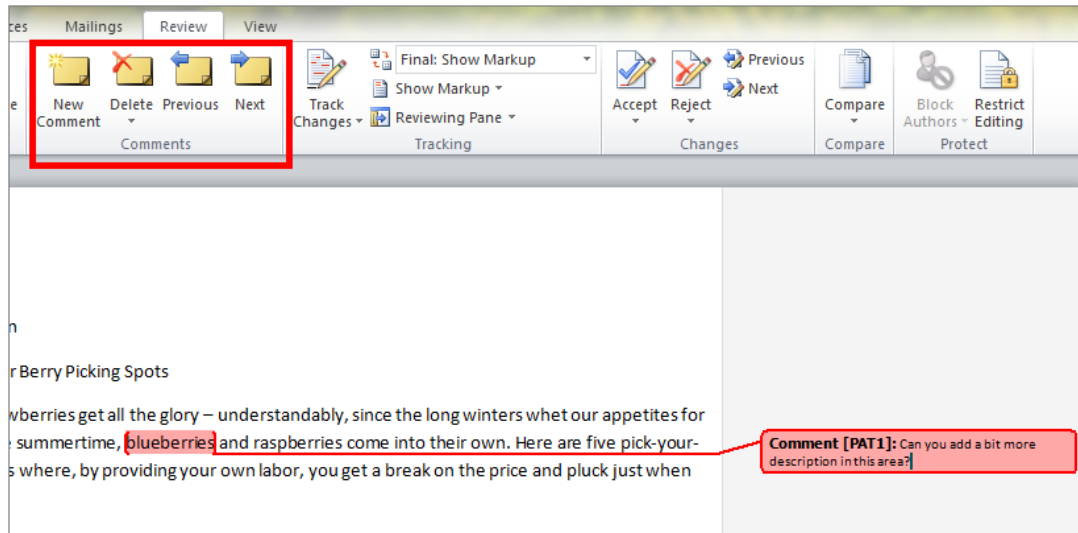 Mailings Review View
New Comment
Delete
Previous
Next
Comments
Track Changes
Final: Show Markup
Show Markup
Reviewing Pane
Tracking
Accept
Reject
Previous
Next
Changes
Compare
Compare
Block Authors
Restrict Editing
Protect
r Berry Picking Spots
wberries get all the glory – understandably, since the long winters whet our appetites for
summertime, blueberries and raspberries come into their own. Here are five pick-your-
s where, by providing your own labor, you get a break on the price and pluck just when
Comment [PAT1]: Can you add a bit more
description in this area?